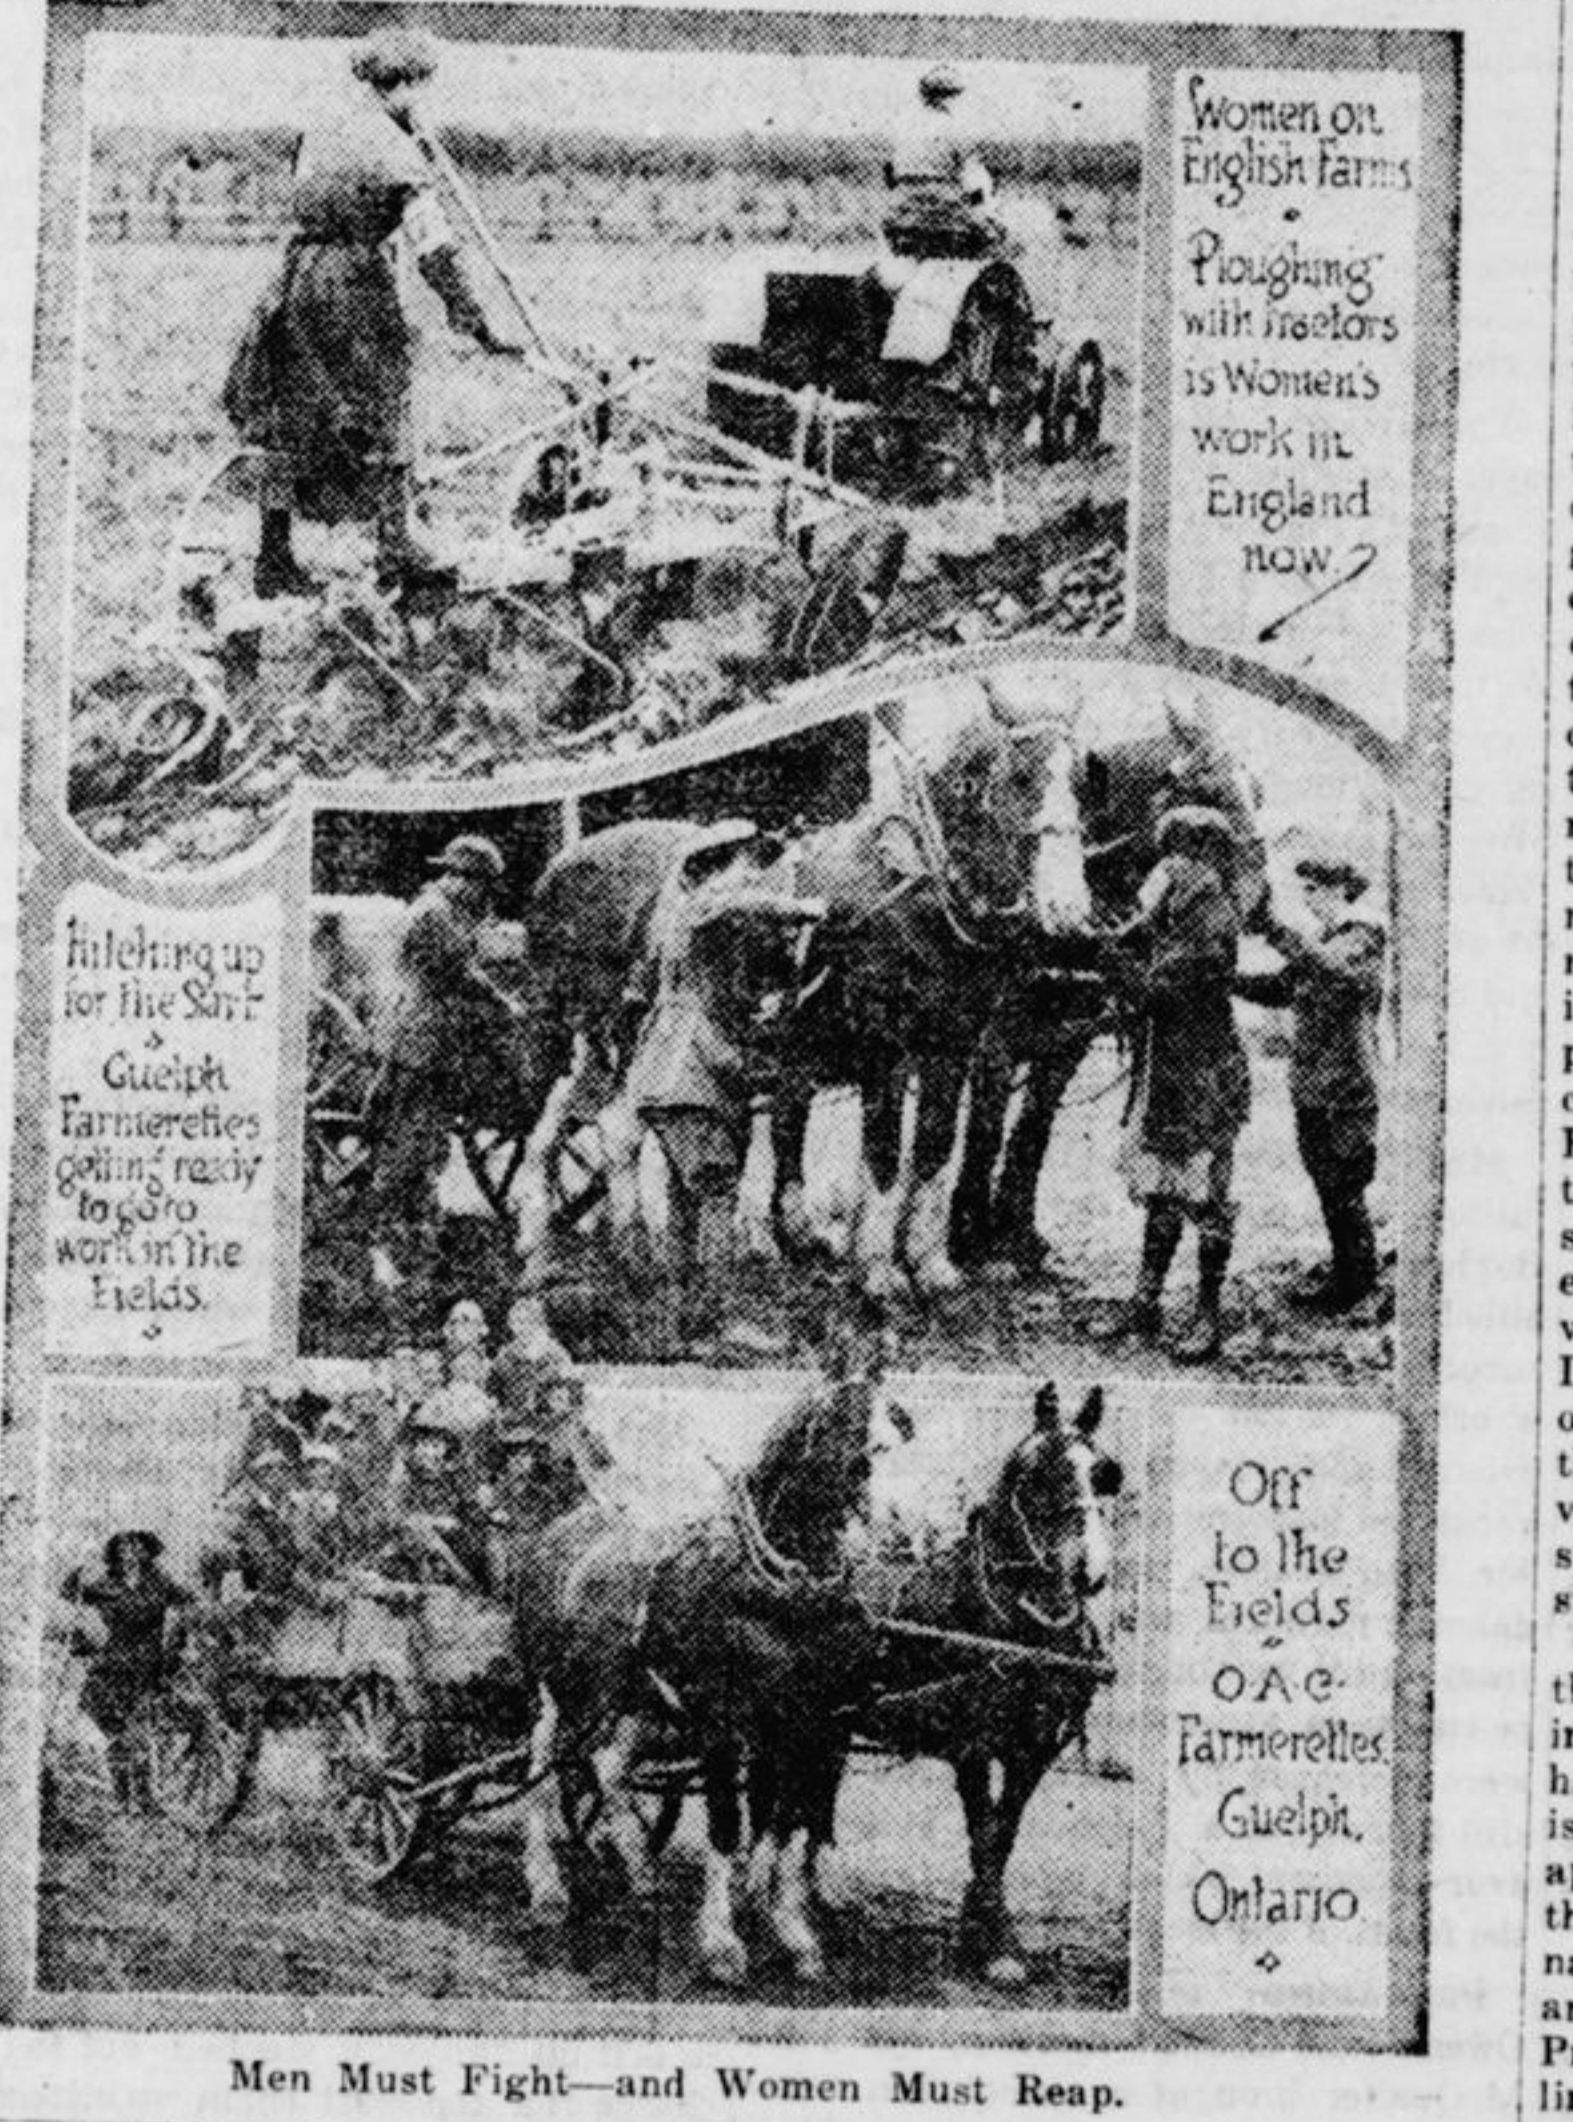 Women on
English Farms
Ploughing
with Tractors
is Women's
work in
England
now.
Hitching up
for the Start
Guelph
Farmerettes
getting ready
to go to
work in the
Fields.
Off
to the
Fields
O.A.C.
Farmerettes.
Guelph,
Ontario.
Men Must Fight—and Women Must Reap.